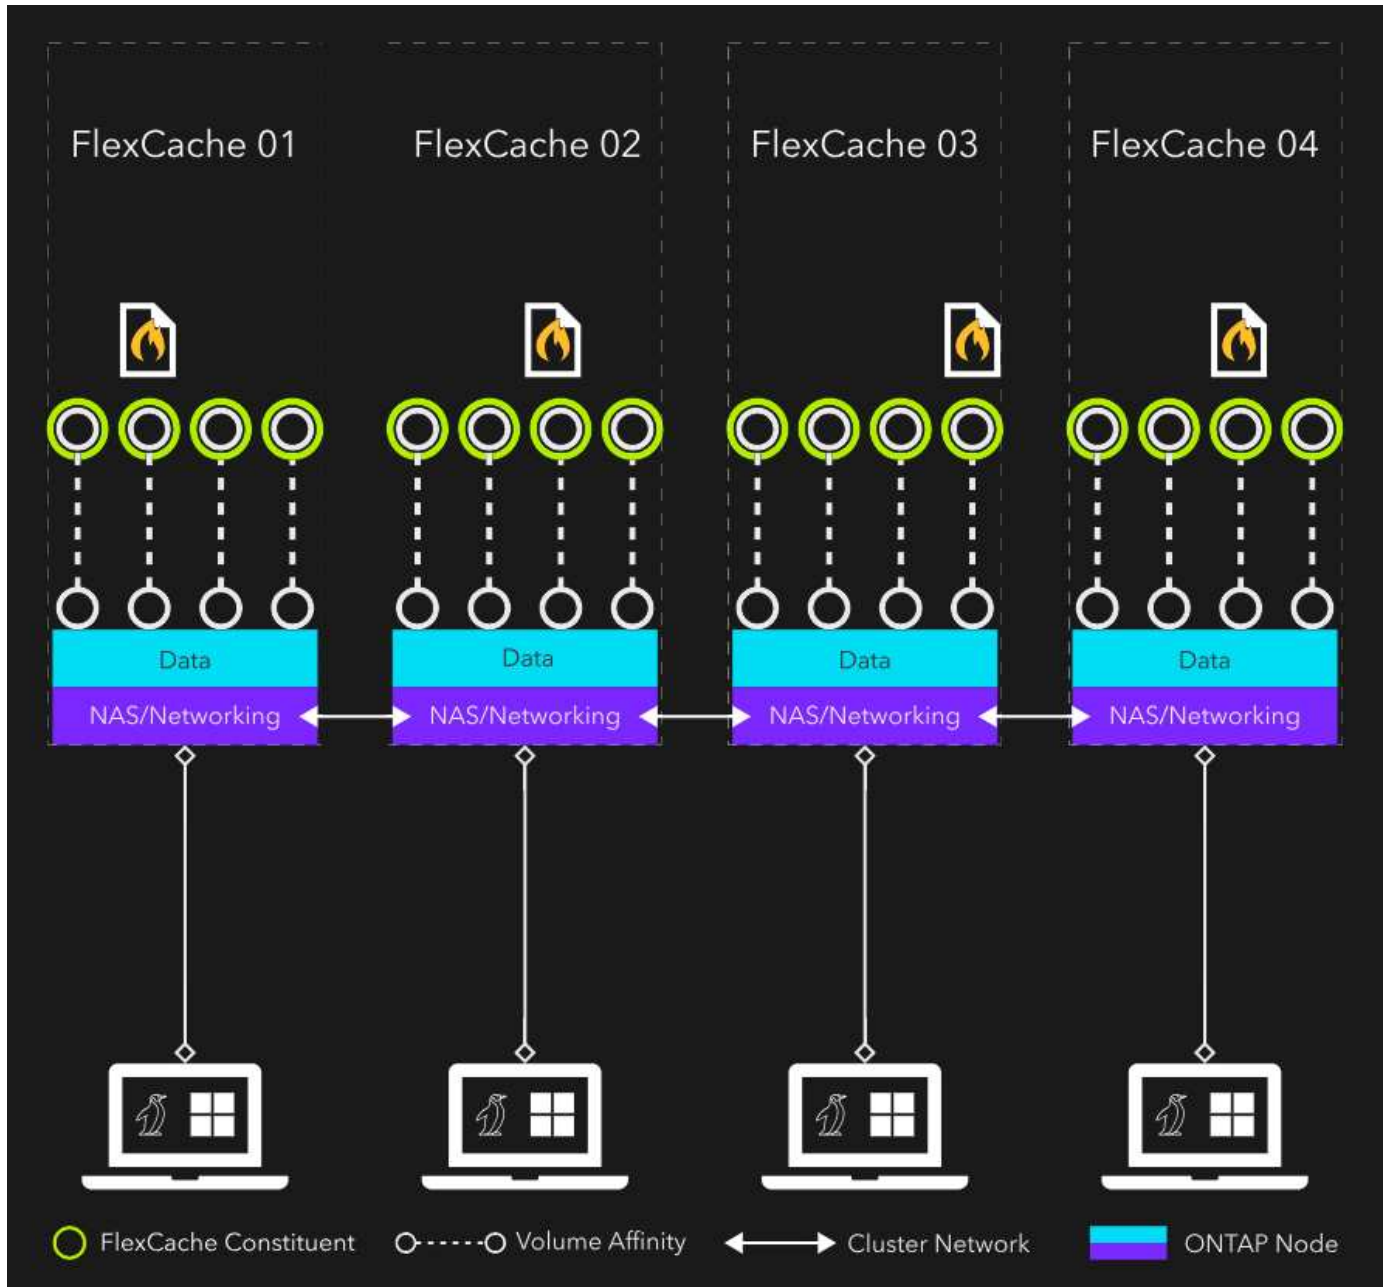 FlexCache 01
FlexCache 02
FlexCache 03
FlexCache 04
Data
Data
Data
Data
NAS/Networking
NAS/Networking
NAS/Networking
NAS/Networking
FlexCache Constituent
Volume Affinity
Cluster Network
ONTAP Node